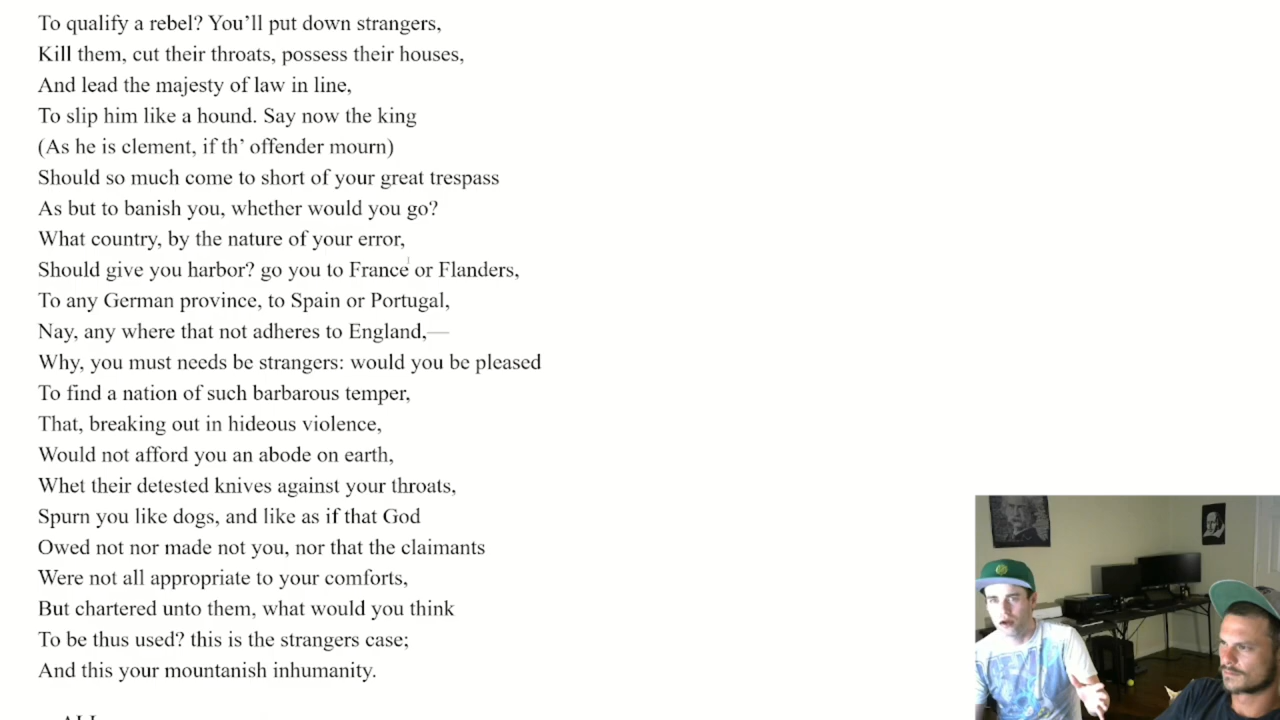 To qualify a rebel? You’ll put down strangers,
Kill them, cut their throats, possess their houses,
And lead the majesty of law in line,
To slip him like a hound. Say now the king
(As he is clement, if th’ offender mourn)
Should so much come to short of your great trespass
As but to banish you, whether would you go?
What country, by the nature of your error,
Should give you harbor? go you to France or Flanders,
To any German province, to Spain or Portugal,
Nay, any where that not adheres to England,—
Why, you must needs be strangers: would you be pleased
To find a nation of such barbarous temper,
That, breaking out in hideous violence,
Would not afford you an abode on earth,
Whet their detested knives against your throats,
Spurn you like dogs, and like as if that God
Owed not nor made not you, nor that the claimants
Were not all appropriate to your comforts,
But chartered unto them, what would you think
To be thus used? this is the strangers case;
And this your mountanish inhumanity.